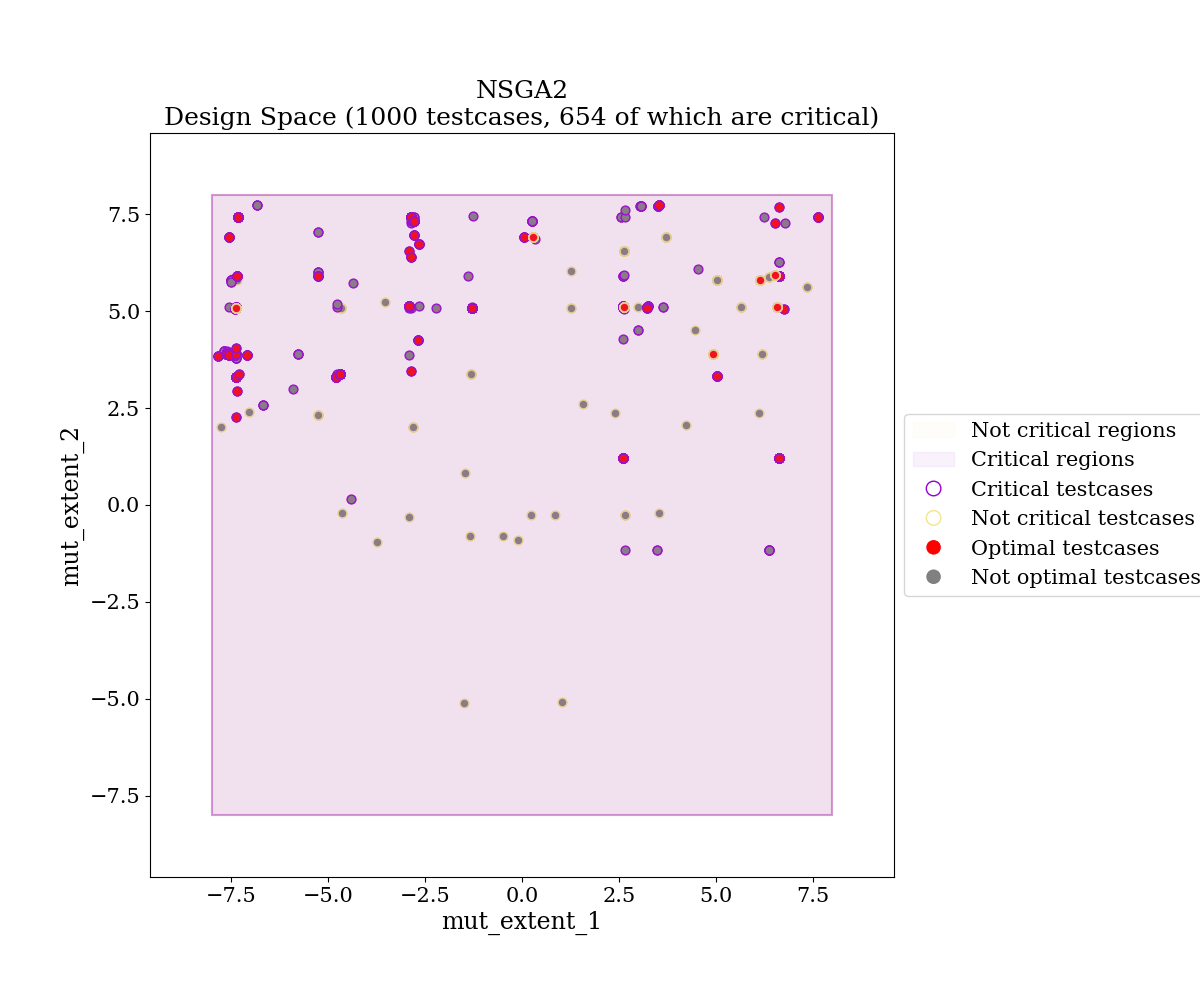 NSGA2
Design Space (1000 testcases, 654 of which are critical)
mut_extent_2
7.5
5.0
2.5
0.0
−2.5
−5.0
−7.5
−7.5
−5.0
−2.5
0.0
2.5
5.0
7.5
mut_extent_1
Not critical regions
Critical regions
Critical testcases
Not critical testcases
Optimal testcases
Not optimal testcases